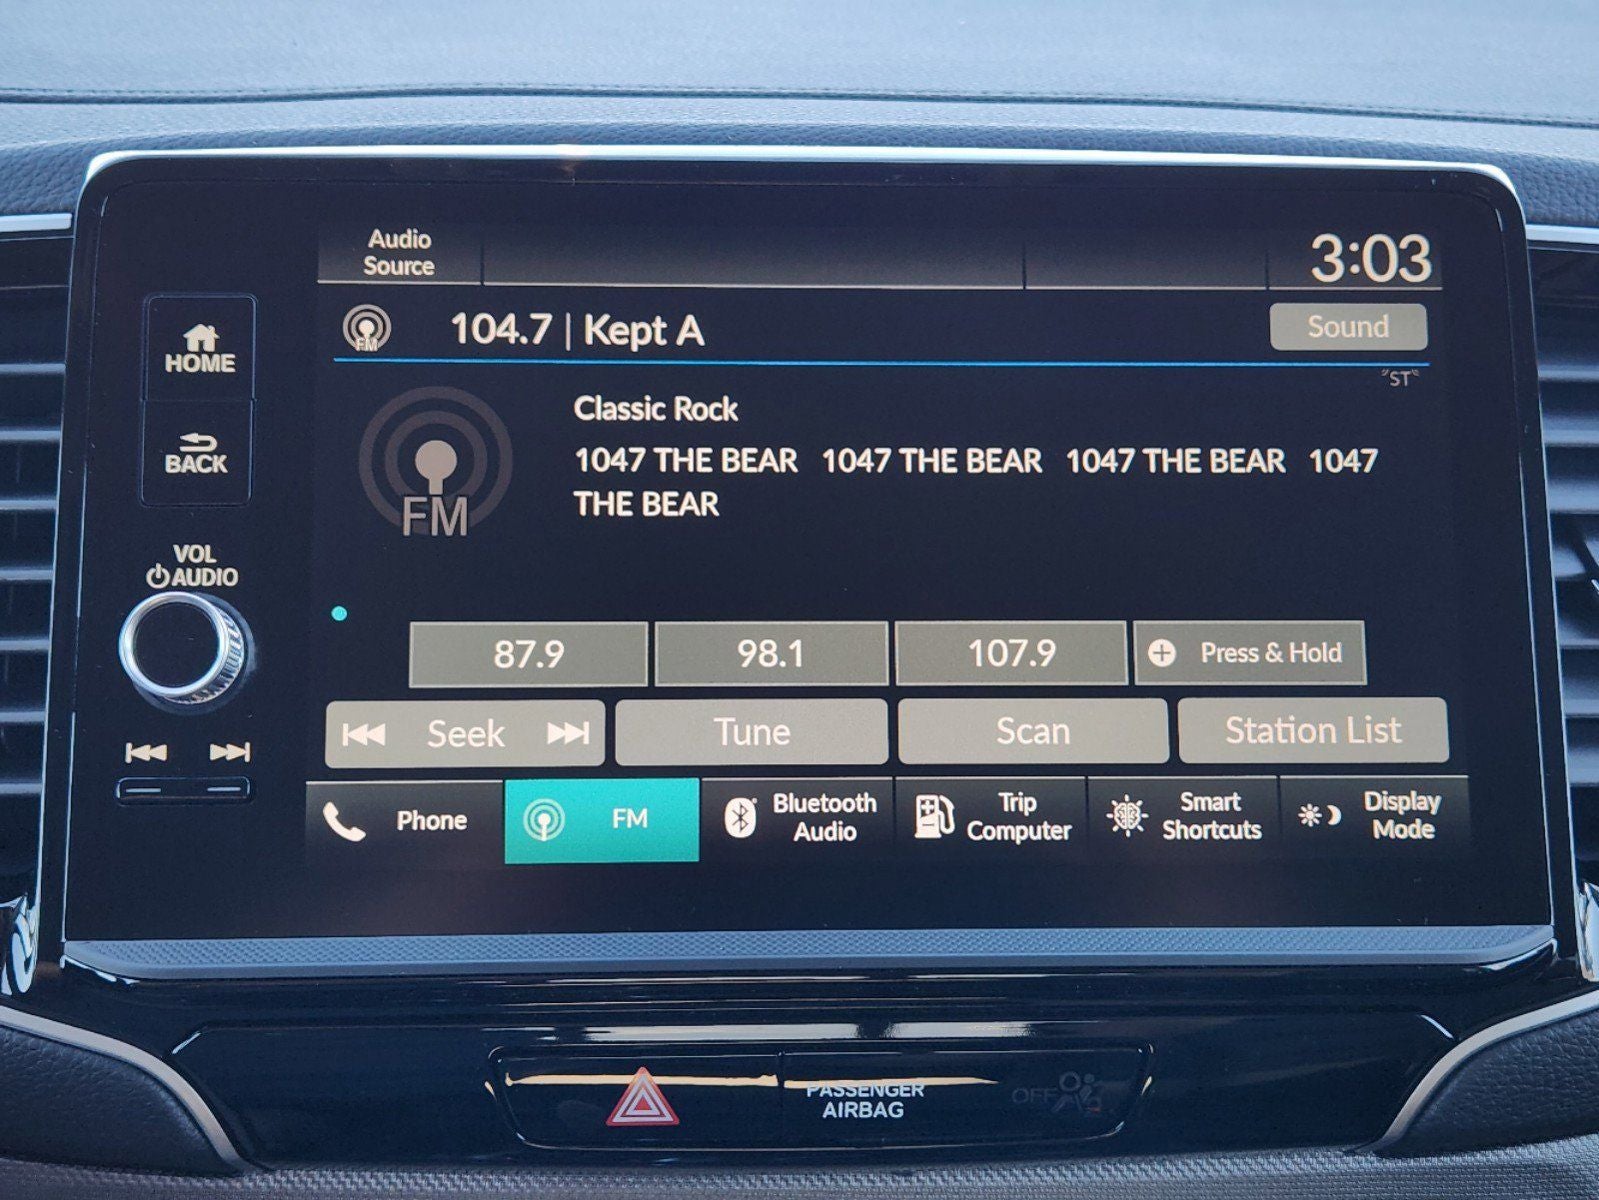 Audio
Source
3:03
FM
104.7 | Kept A
Sound
"ST"
HOME
BACK
Classic Rock
1047 THE BEAR 1047 THE BEAR 1047 THE BEAR 1047
THE BEAR
FM
VOL
AUDIO
87.9 98.1 107.9 Press & Hold
Seek Tune Scan Station List
Phone
FM
Bluetooth
Audio
Trip
Computer
Smart
Shortcuts
Display
Mode
PASSENGER
AIRBAG
OFF